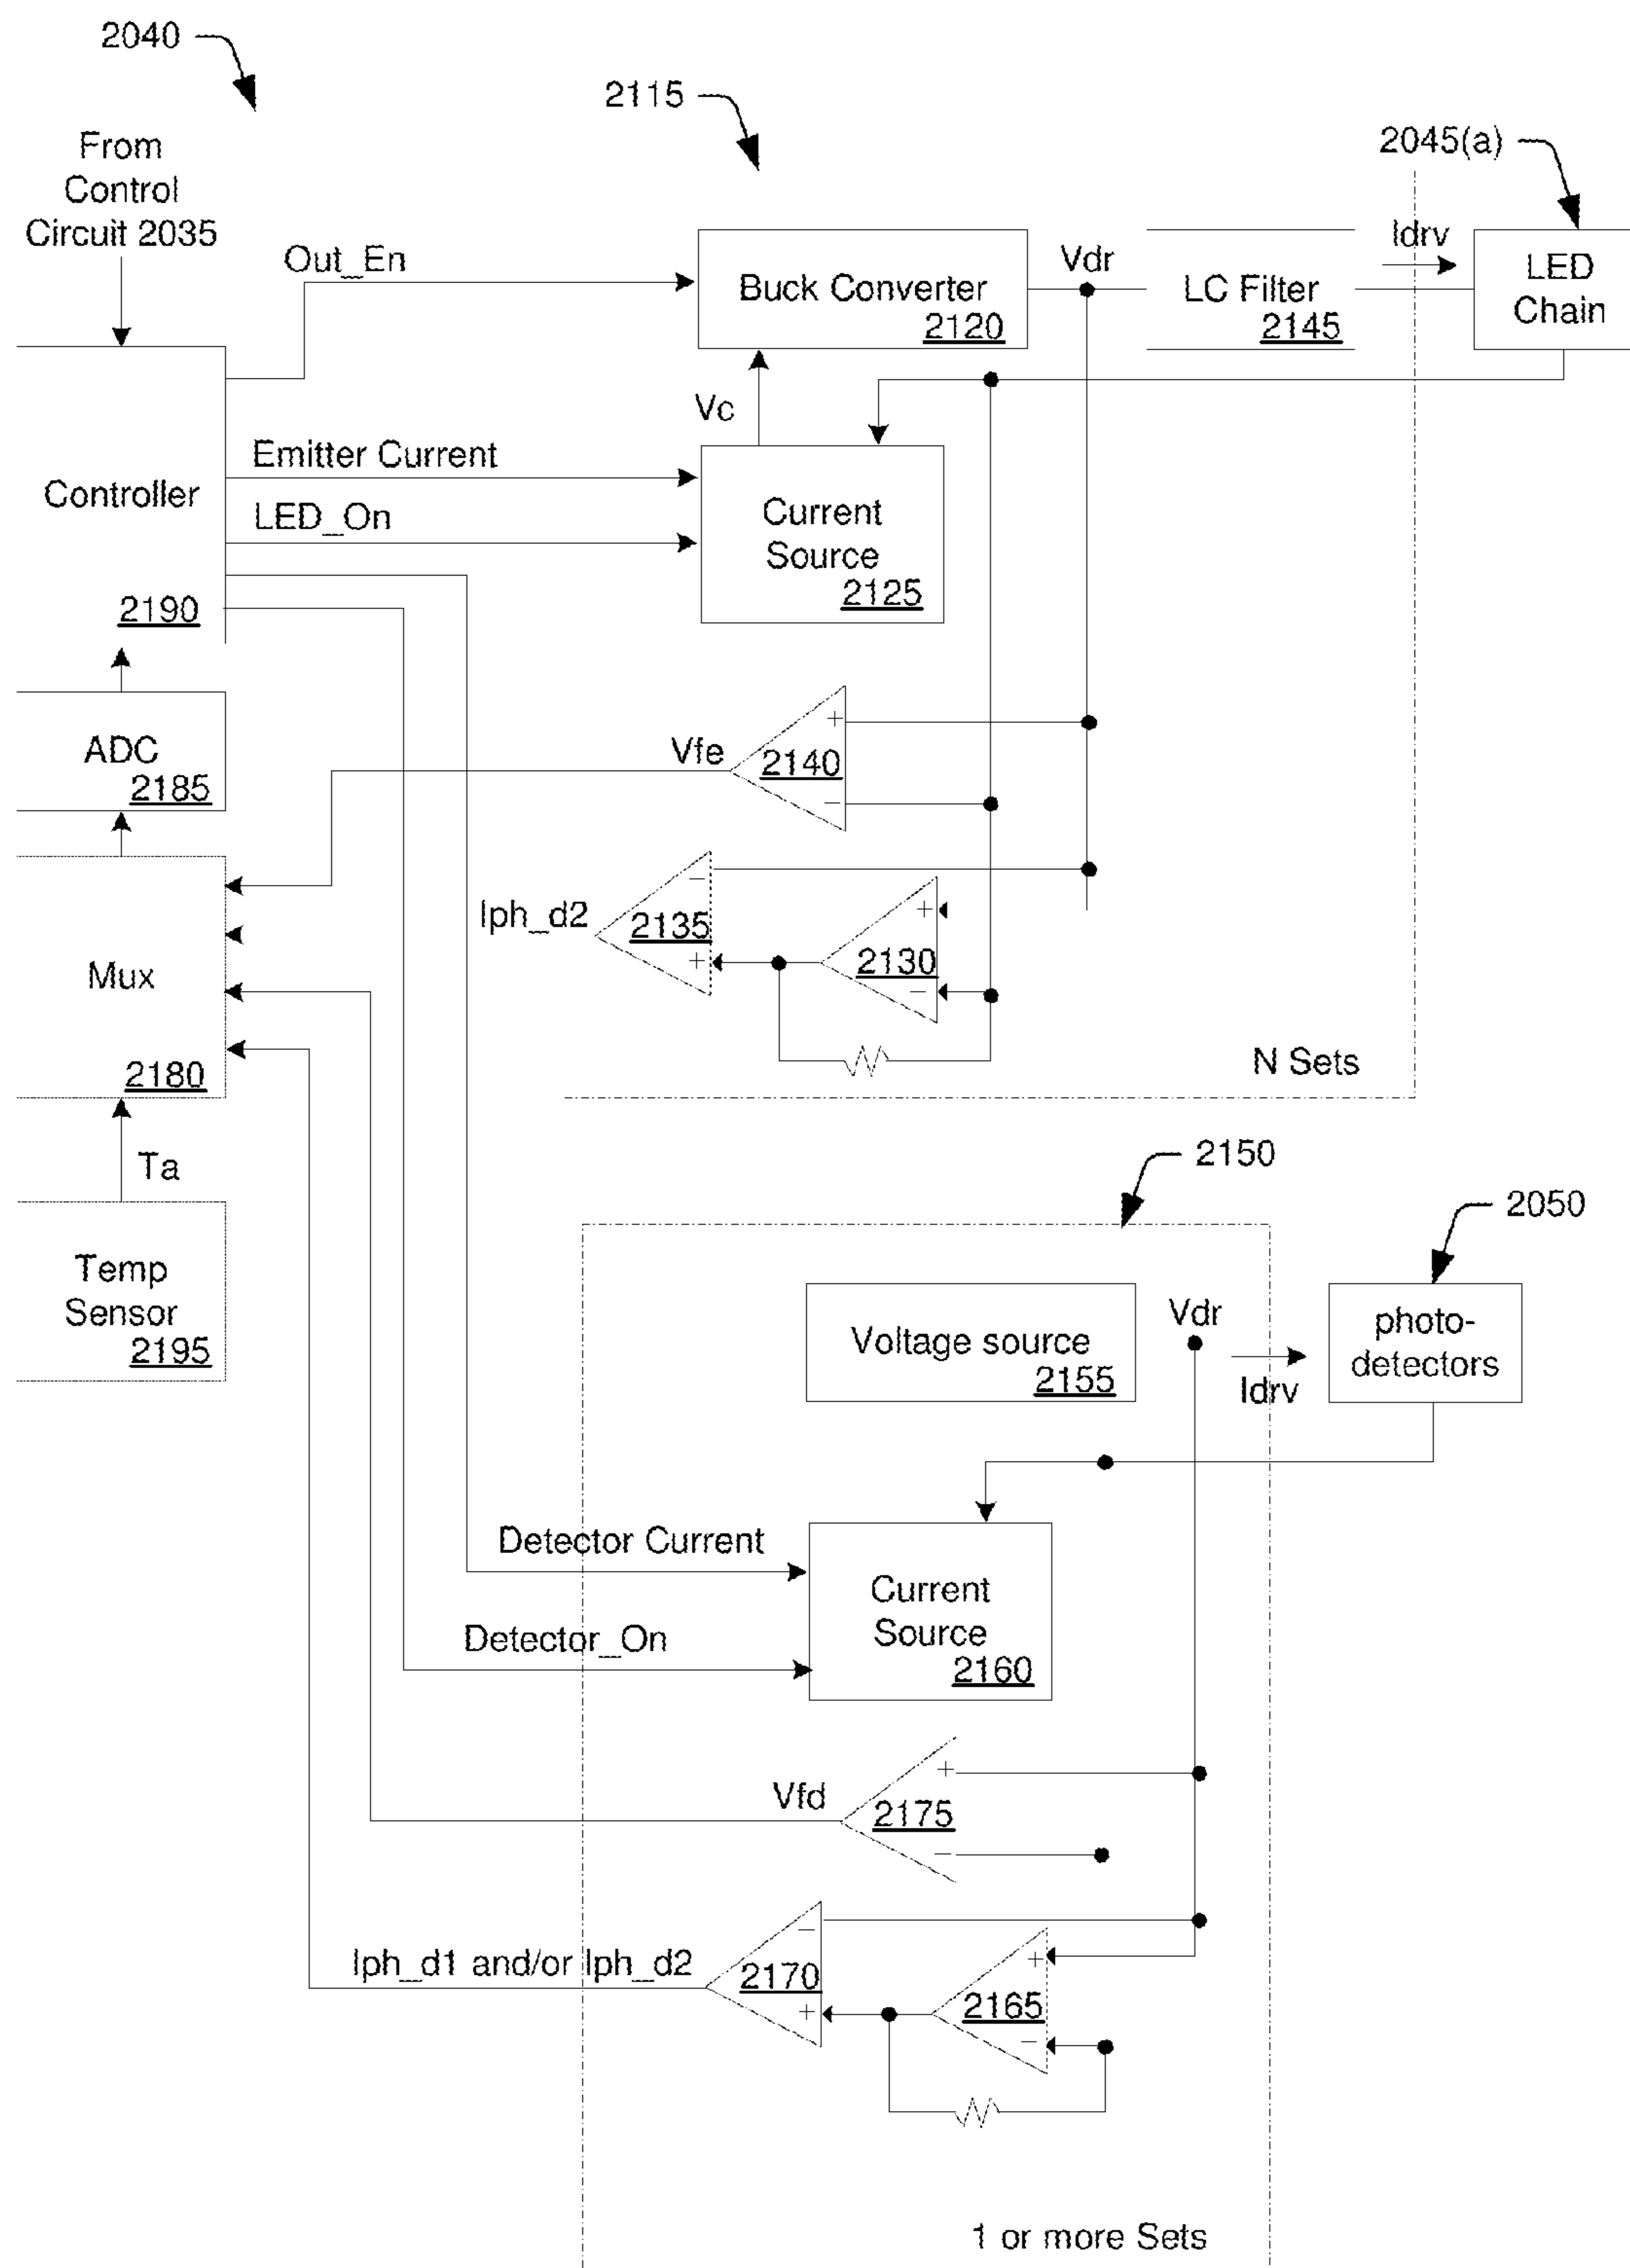 2040
2115
2045(a)
From
Control
Circuit 2035
Out_En
Buck Converter
2120
Vdr
LC Filter
2145
Idrv
LED
Chain
Vc
Emitter Current
LED_On
Controller
2190
Current
Source
2125
ADC
2185
Vfe
+
2140
−
Iph_d2
−
2135
+
+
2130
−
Mux
2180
N Sets
Ta
2150
2050
Temp
Sensor
2195
Voltage source
2155
Vdr
Idrv
photo-
detectors
Detector Current
Detector_On
Current
Source
2160
Vfd
+
2175
−
Iph_d1 and/or Iph_d2
−
2170
+
+
2165
−
1 or more Sets